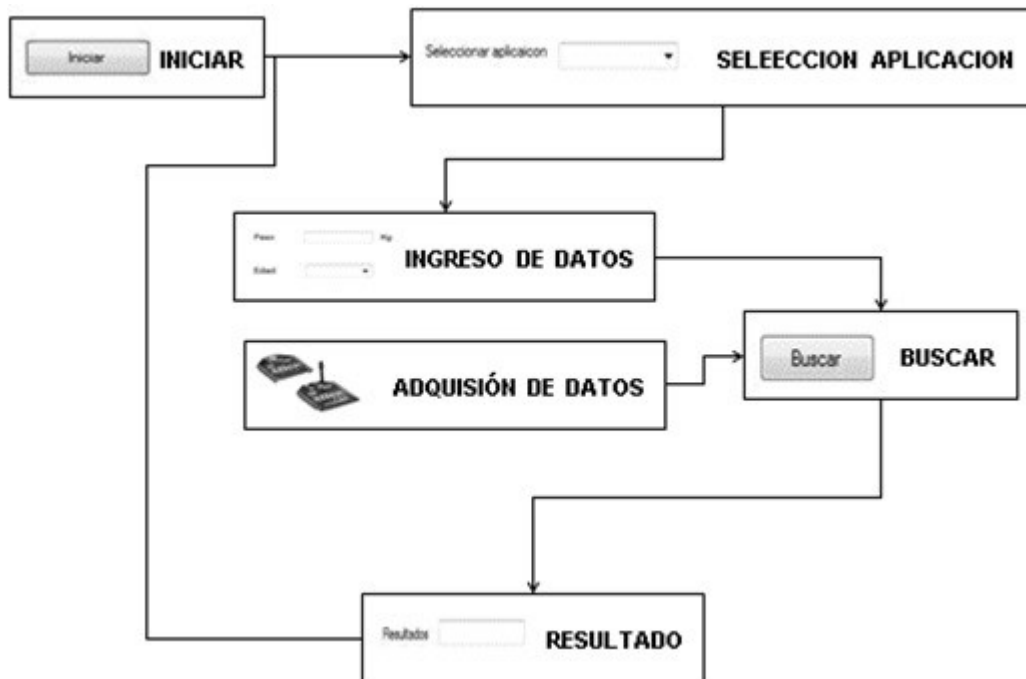 Iniciar INICIAR
Seleccionar aplicaicon SELEECCION APLICACION
Peso Kg
Edad
INGRESO DE DATOS
ADQUISIÓN DE DATOS
Buscar BUSCAR
Resultados RESULTADO